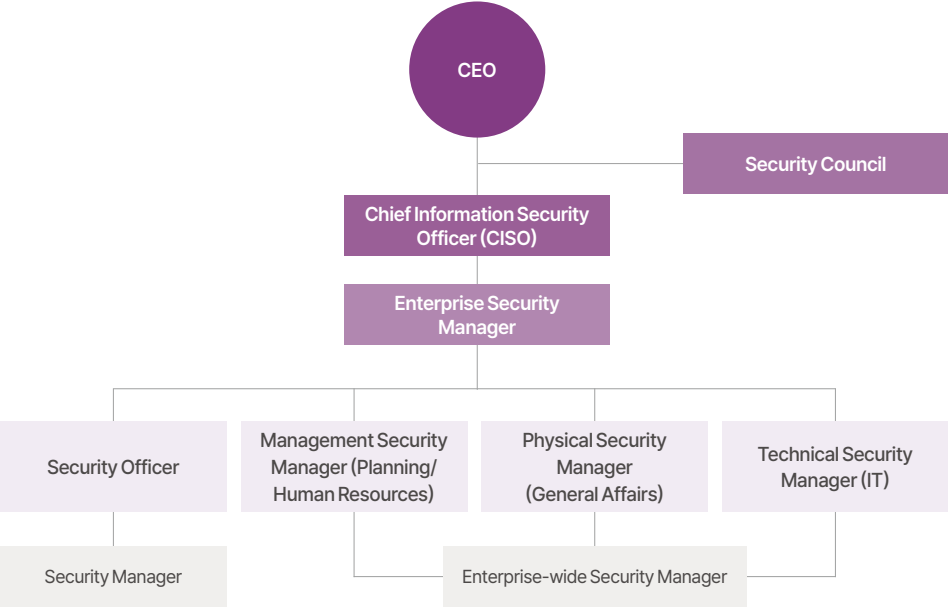 CEO
Security Council
Chief Information Security
Officer (CISO)
Enterprise Security
Manager
Security Officer
Management Security
Manager (Planning/
Human Resources)
Physical Security
Manager
(General Affairs)
Technical Security
Manager (IT)
Security Manager
Enterprise-wide Security Manager